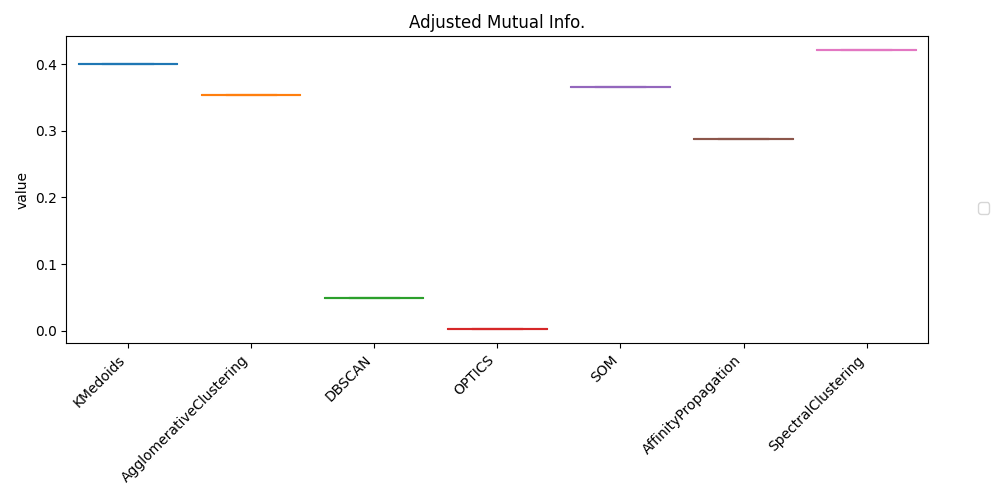 Adjusted Mutual Info.
value
0.4
0.3
0.2
0.1
0.0
KMedoids
AgglomerativeClustering
DBSCAN
OPTICS
SOM
AffinityPropagation
SpectralClustering